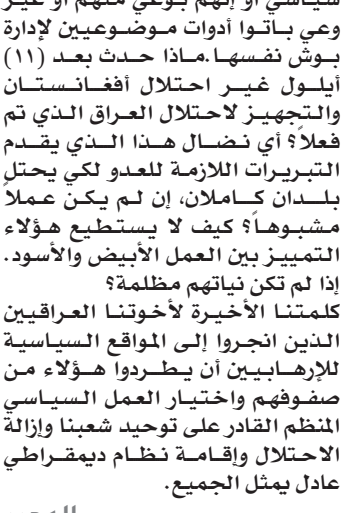 سياسي أو إنهم بوعي منهم أو غير
وعي باتوا أدوات موضوعيين لإدارة
بوش نفسها.ماذا حدث بعد (١١)
أيلول غير احتلال أفغانستان
والتجهيز لاحتلال العراق الذي تم
فعلاً؟ أي نضال هذا الذي يقدم
التبريرات اللازمة للعدو لكي يحتل
بلدان كاملان، إن لم يكن عملاً
مشبوهاً؟ كيف لا يستطيع هؤلاء
التمييز بين العمل الأبيض والأسود.
إذا لم تكن نياتهم مظلمة؟
كلمتنا الأخيرة لأخوتنا العراقيين
الذين انجروا إلى المواقع السياسية
للإرهابيين أن يطردوا هؤلاء من
صفوفهم واختيار العمل السياسي
المنظم القادر على توحيد شعبنا وإزالة
الاحتلال وإقامة نظام ديمقراطي
عادل يمثل الجميع.